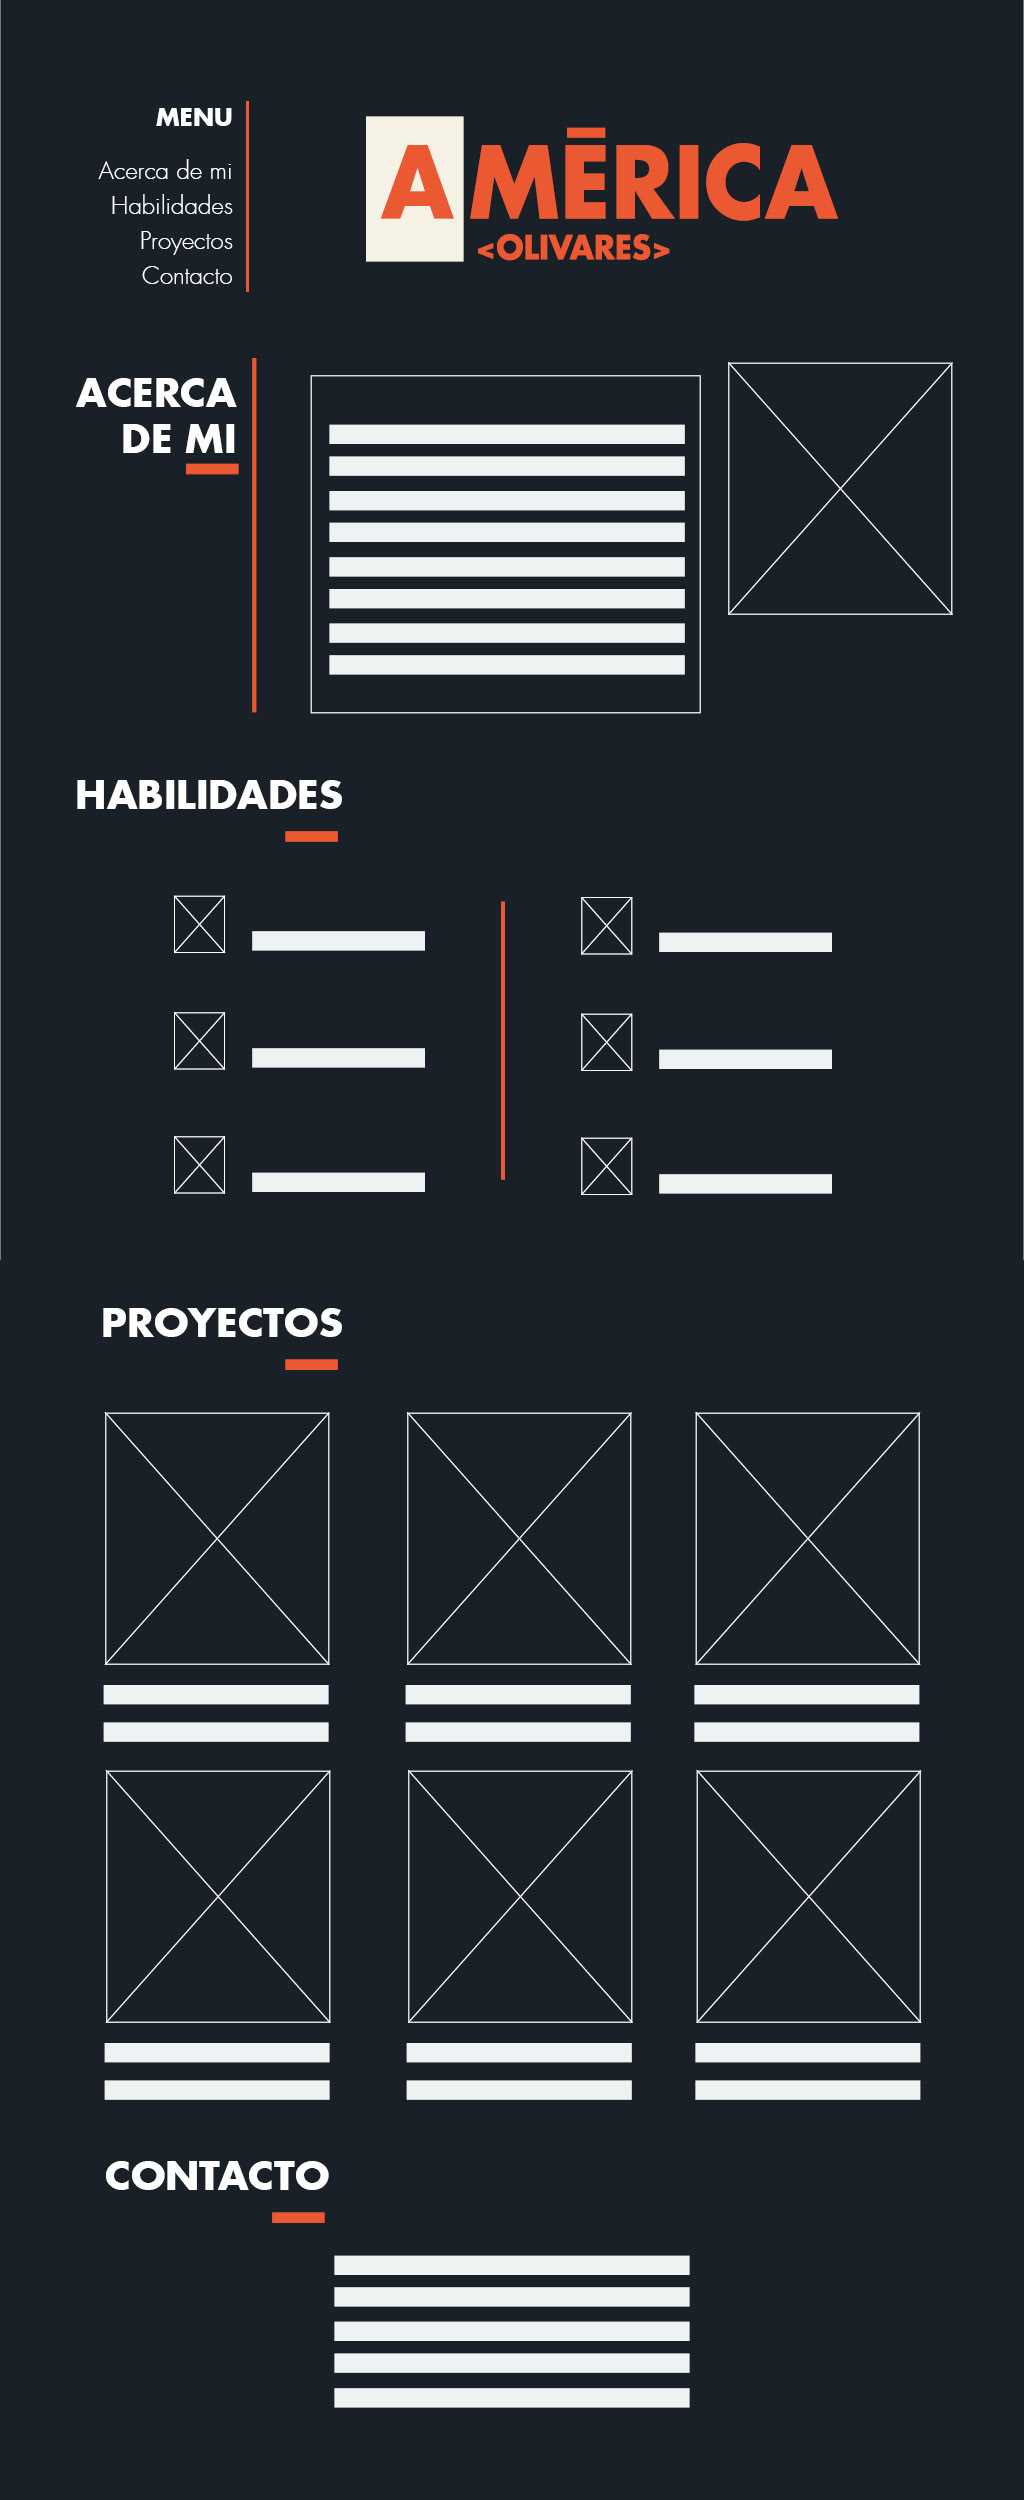 MENU
Acerca de mi
Habilidades
Proyectos
Contacto
AMĒRICA
<OLIVARES>
ACERCA
DE MI
HABILIDADES
PROYECTOS
CONTACTO